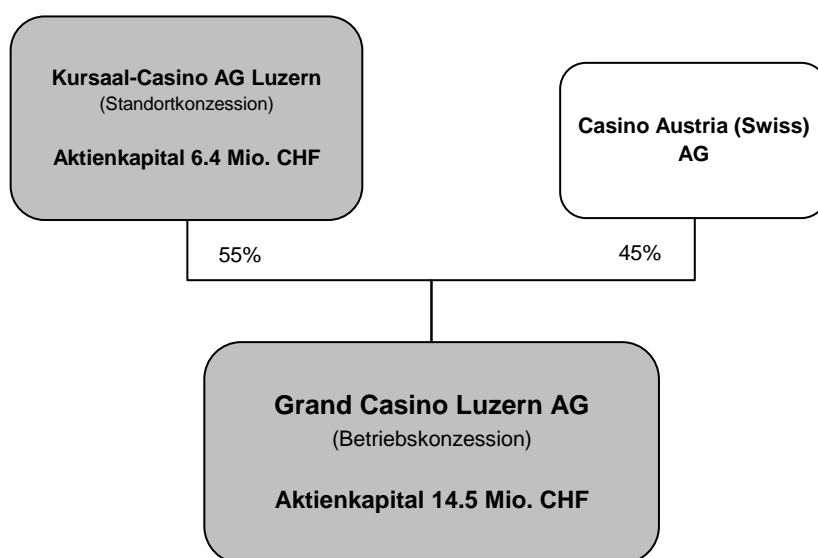 Kursaal-Casino AG Luzern
(Standortkonzession)
Aktienkapital 6.4 Mio. CHF
Casino Austria (Swiss)
AG
55%
45%
Grand Casino Luzern AG
(Betriebskonzession)
Aktienkapital 14.5 Mio. CHF